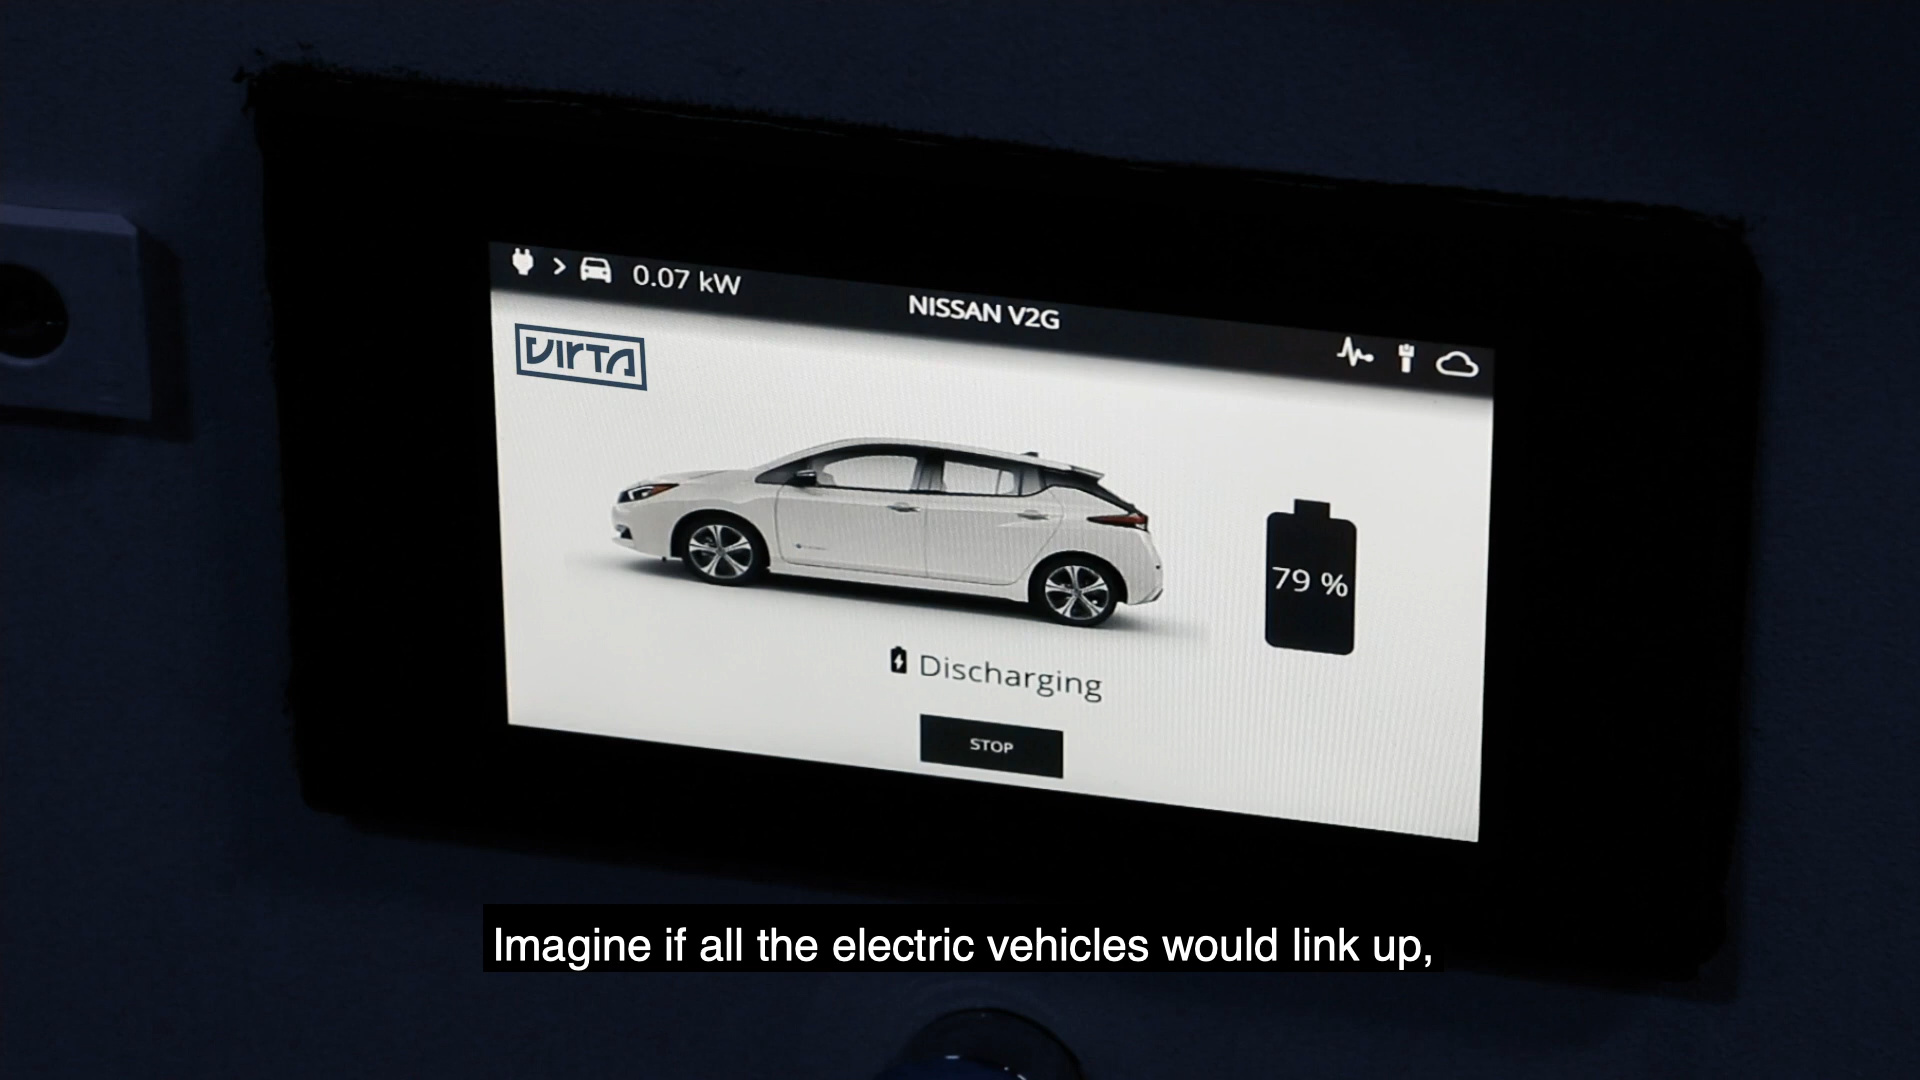 0.07 kW
NISSAN V2G
VIRTA
79 %
Discharging
STOP
Imagine if all the electric vehicles would link up,